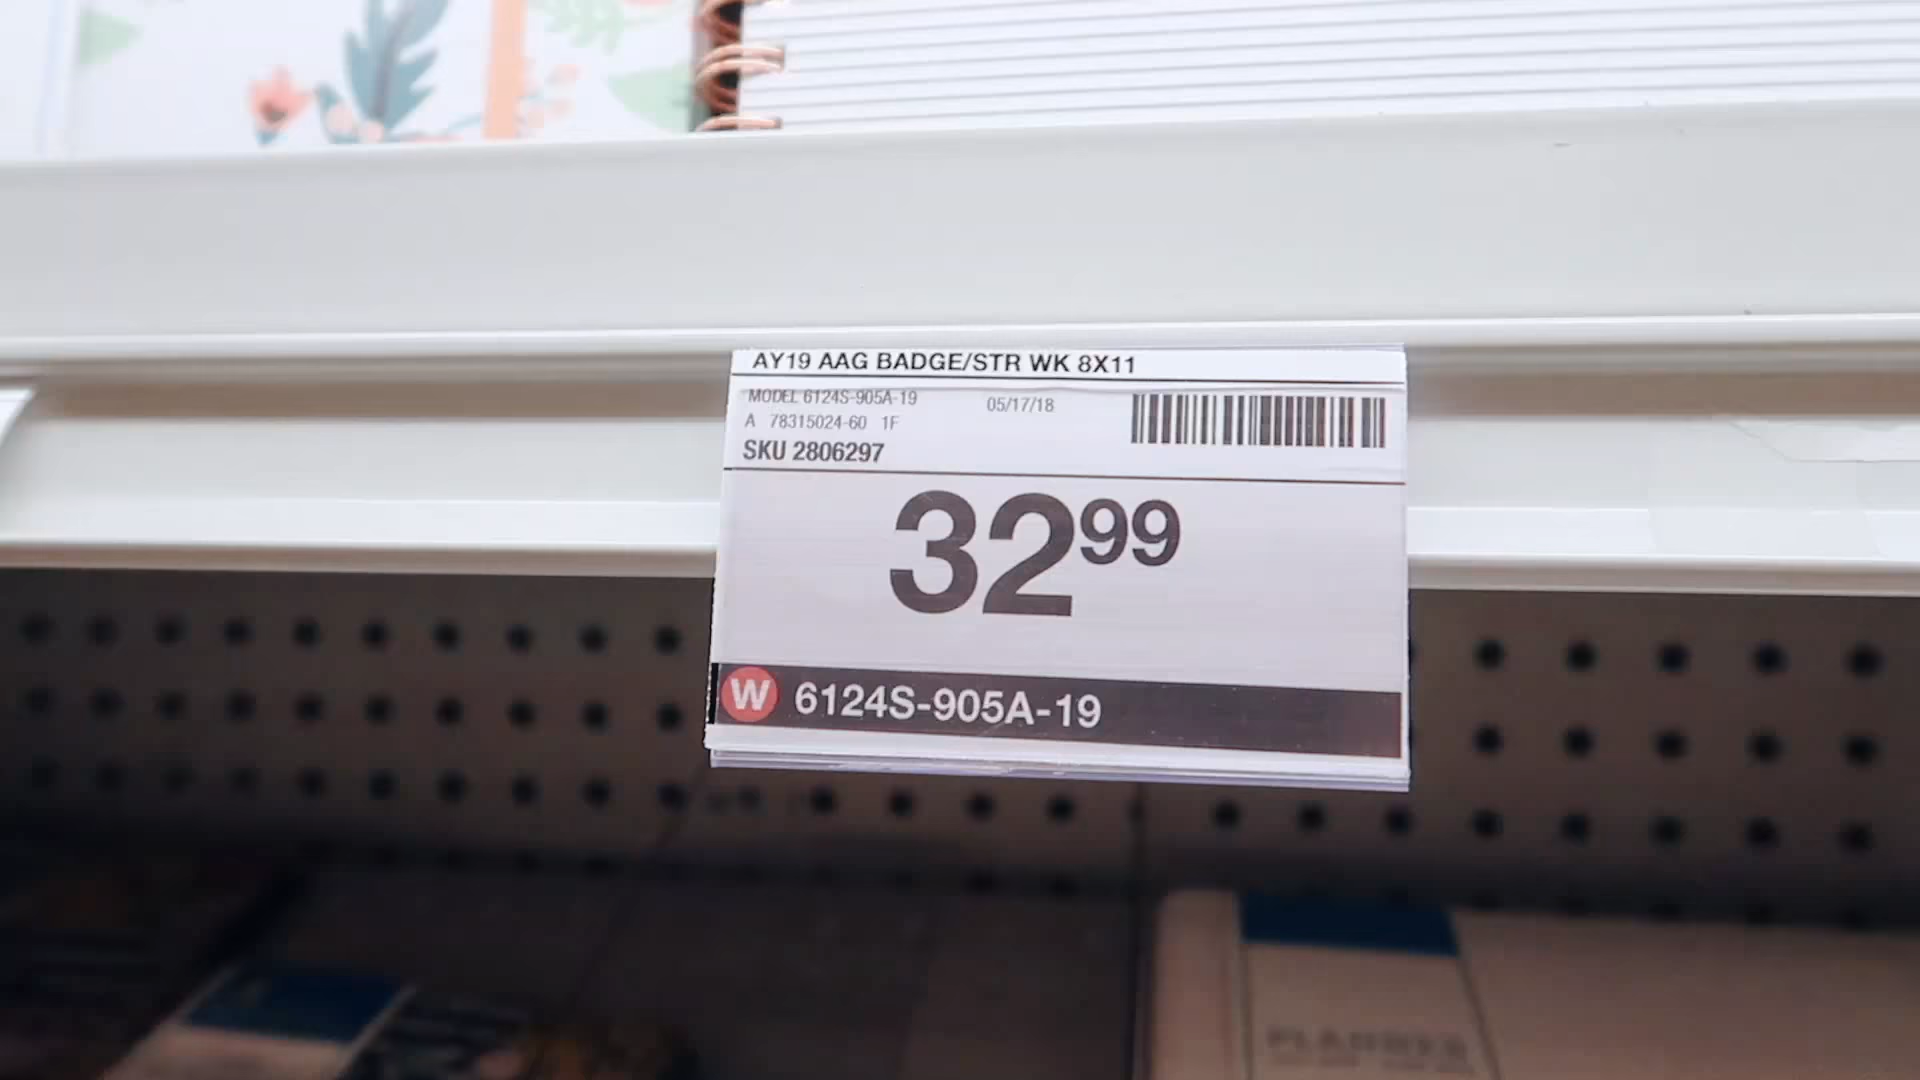 AY19 AAG BADGE/STR WK 8X11
MODEL 6124S-905A-19 05/17/18
A 78315024-60 1F
SKU 2806297
32 99
W 6124S-905A-19
PLANNER